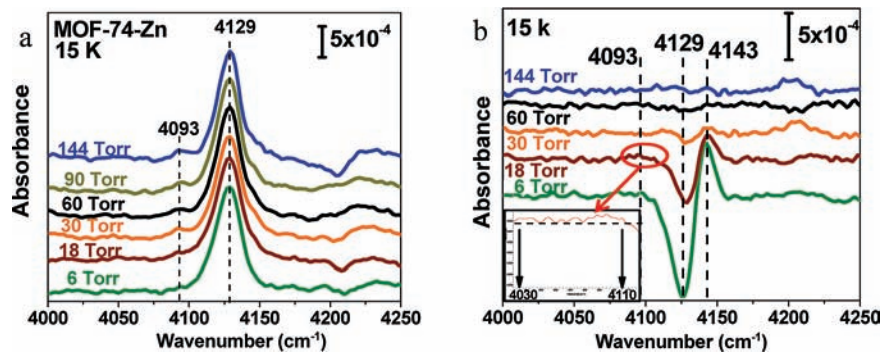 a
MOF-74-Zn
15 K
4129
5x10⁻⁴
4093
144 Torr
90 Torr
60 Torr
30 Torr
18 Torr
6 Torr
Absorbance
4000 4050 4100 4150 4200 4250
Wavenumber (cm⁻¹)
b
15 k
4093 4129 4143
5x10⁻⁴
144 Torr
60 Torr
30 Torr
18 Torr
6 Torr
4030 4110
Absorbance
4000 4050 4100 4150 4200 4250
Wavenumber (cm⁻¹)